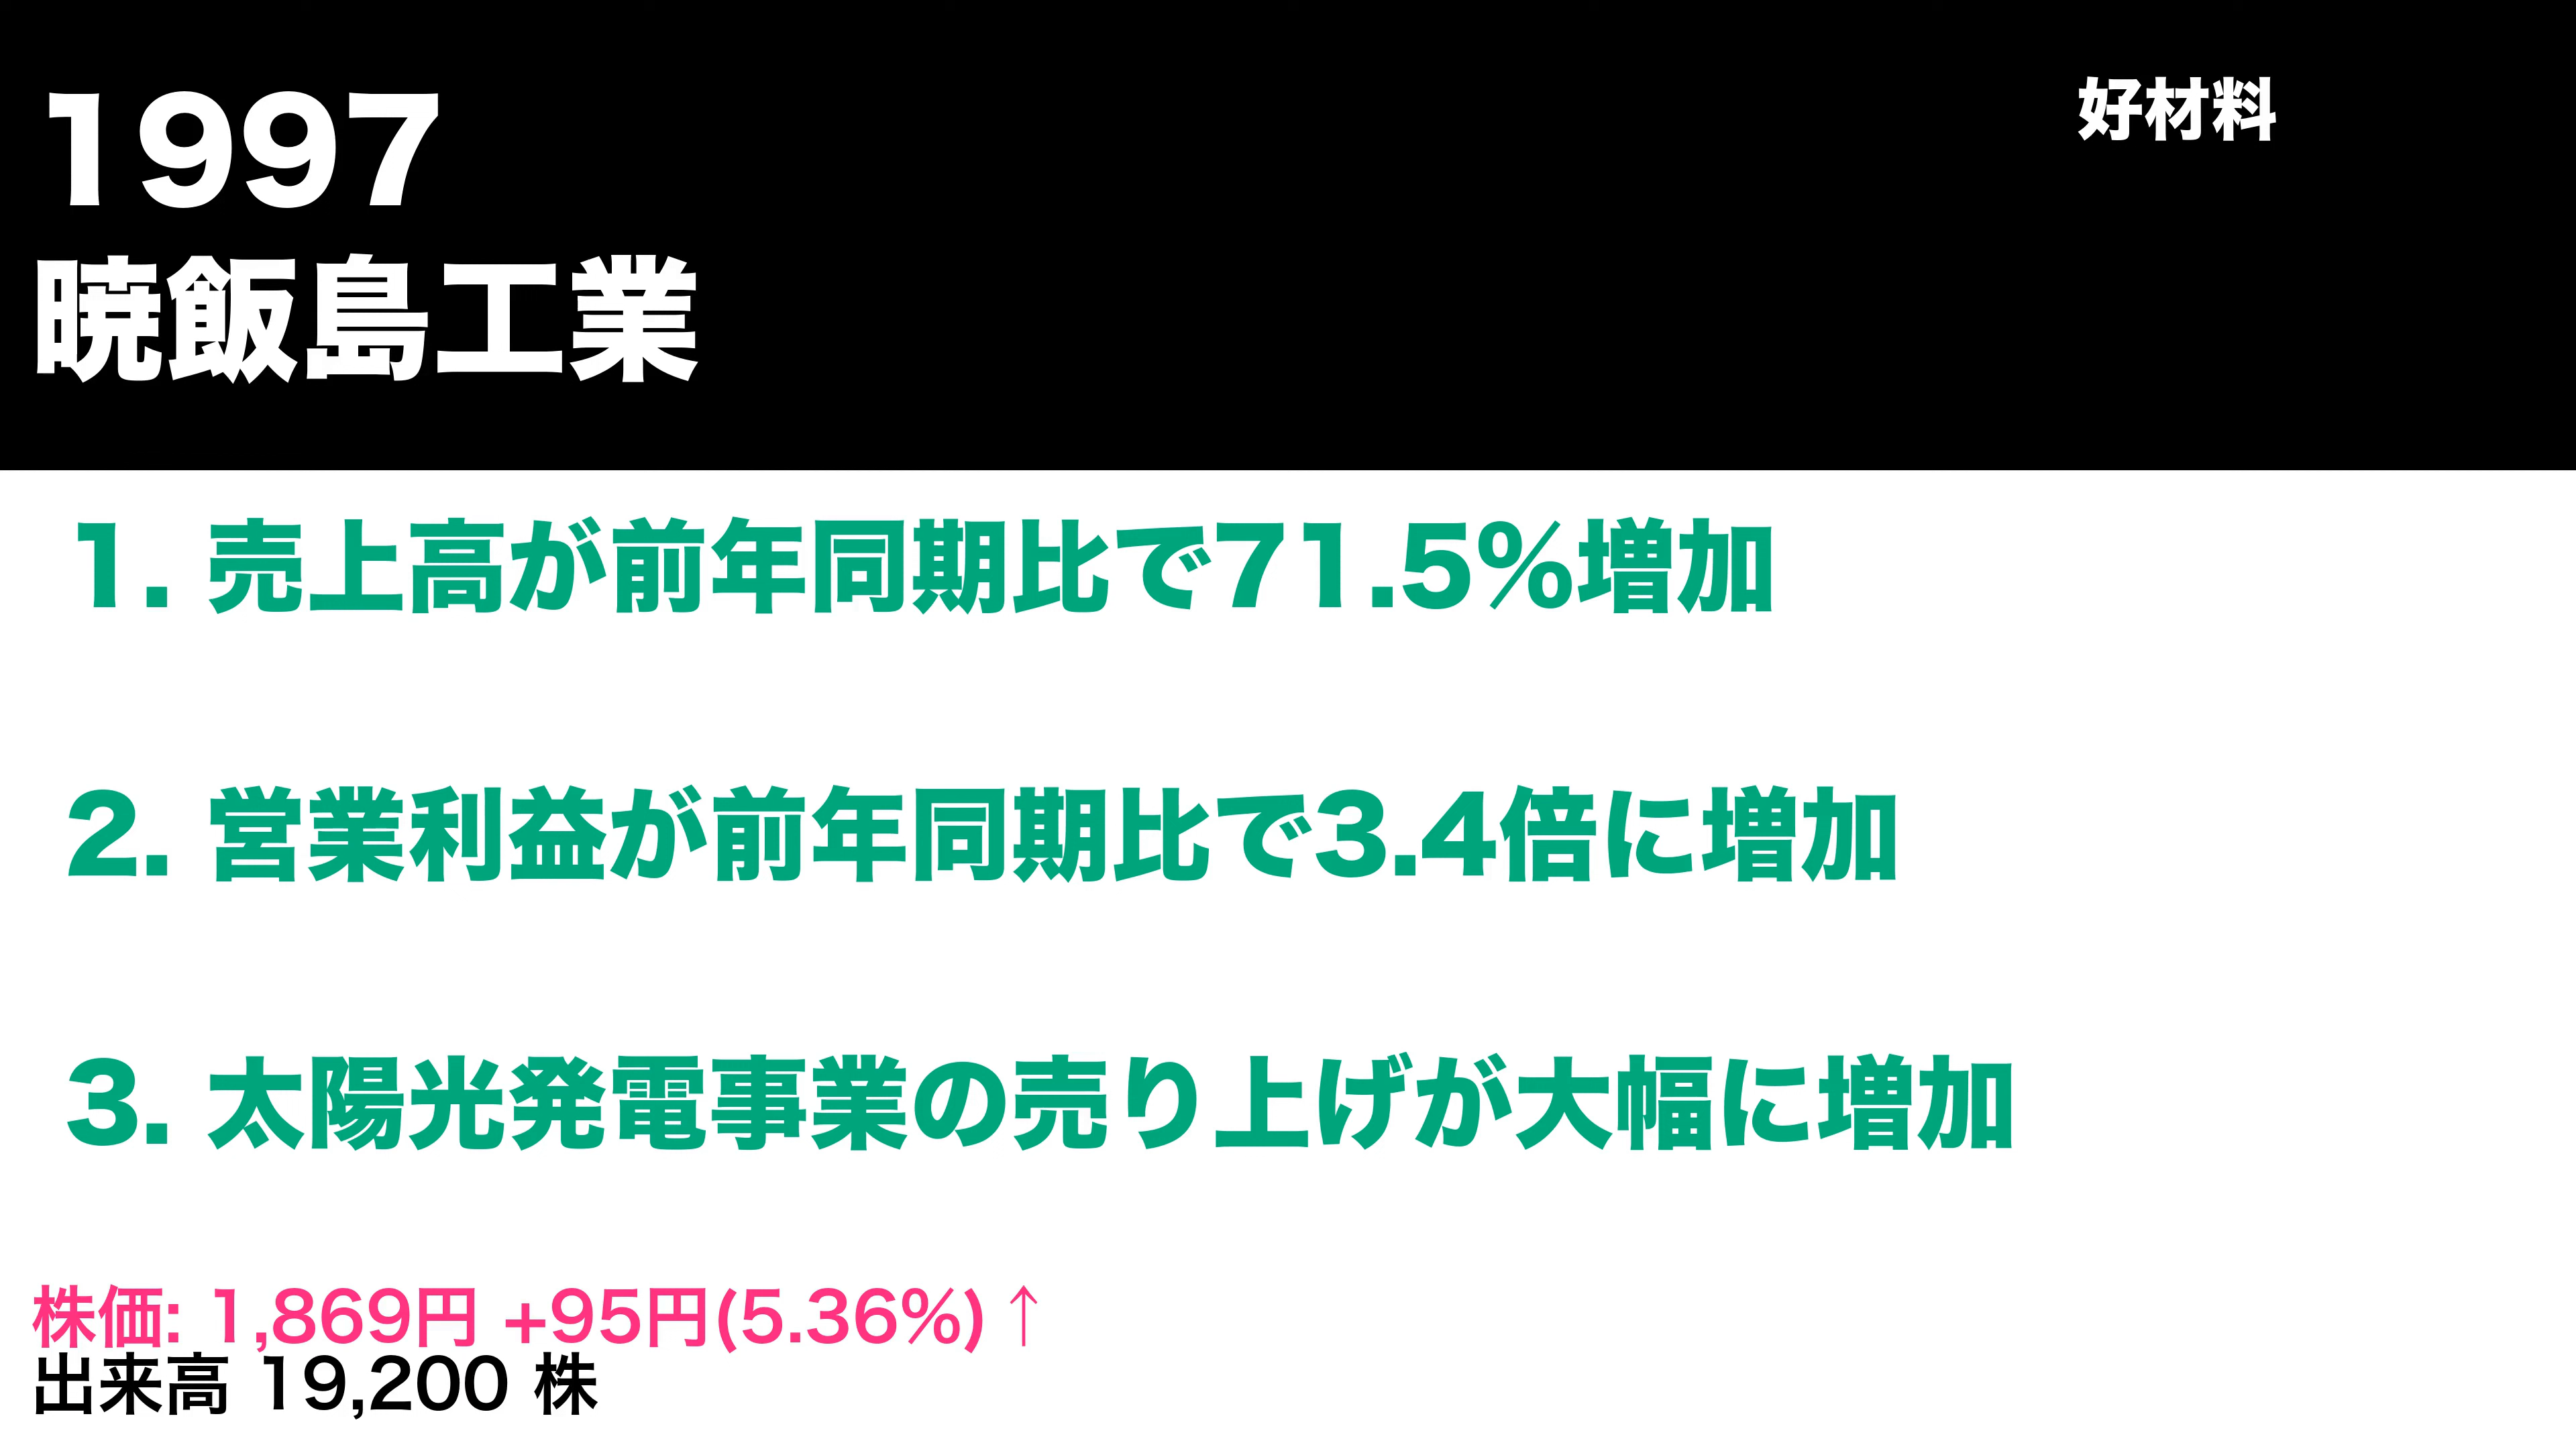 1997
好材料
暁飯島工業
1. 売上高が前年同期比で71.5%増加
2. 営業利益が前年同期比で3.4倍に増加
3. 太陽光発電事業の売り上げが大幅に増加
株価: 1,869円 +95円(5.36%)↑
出来高 19,200 株